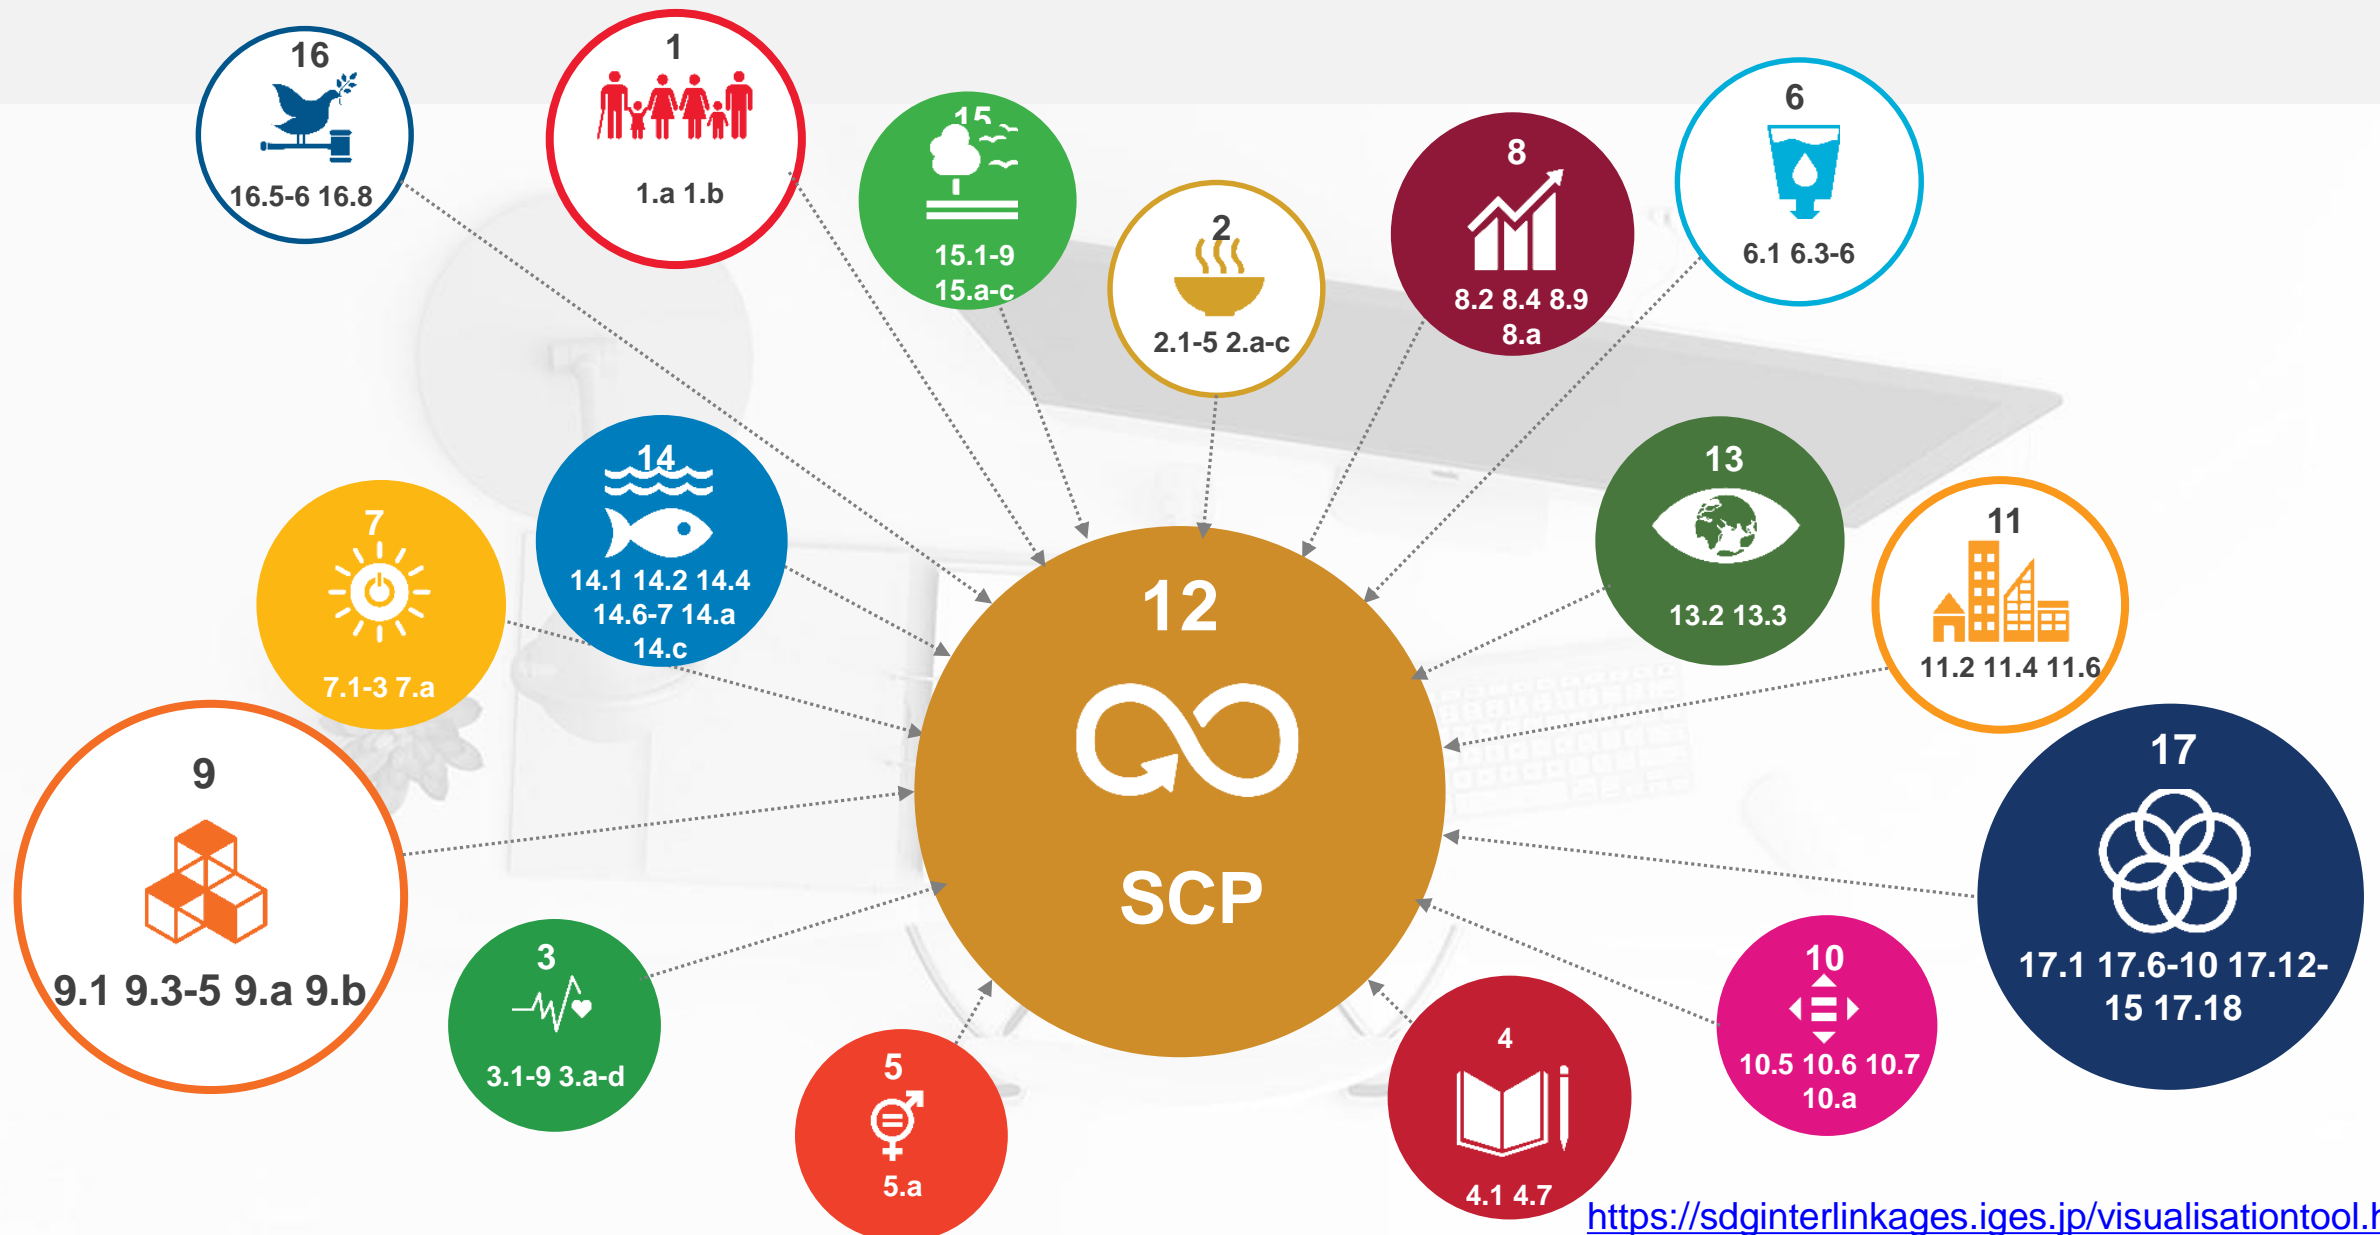 16
16.5-6 16.8
1
1.a 1.b
15
15.1-9
15.a-c
2
2.1-5 2.a-c
8
8.2 8.4 8.9
8.a
6
6.1 6.3-6
7
7.1-3 7.a
14
14.1 14.2 14.4
14.6-7 14.a
14.c
12
SCP
13
13.2 13.3
11
11.2 11.4 11.6
9
9.1 9.3-5 9.a 9.b
17
17.1 17.6-10 17.12-
15 17.18
3
3.1-9 3.a-d
5
5.a
4
4.1 4.7
10
10.5 10.6 10.7
10.a
https://sdginterlinkages.iges.jp/visualisationtool.h